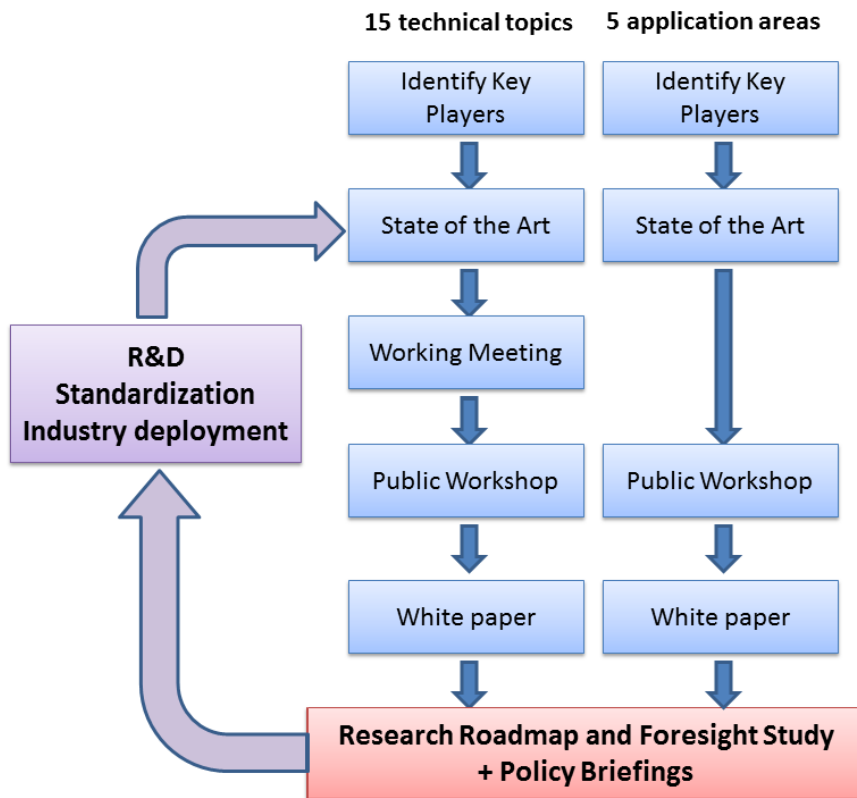 15 technical topics
5 application areas
Identify Key
Players
Identify Key
Players
State of the Art
State of the Art
Working Meeting
R&D
Standardization
Industry deployment
Public Workshop
Public Workshop
White paper
White paper
Research Roadmap and Foresight Study
+ Policy Briefings